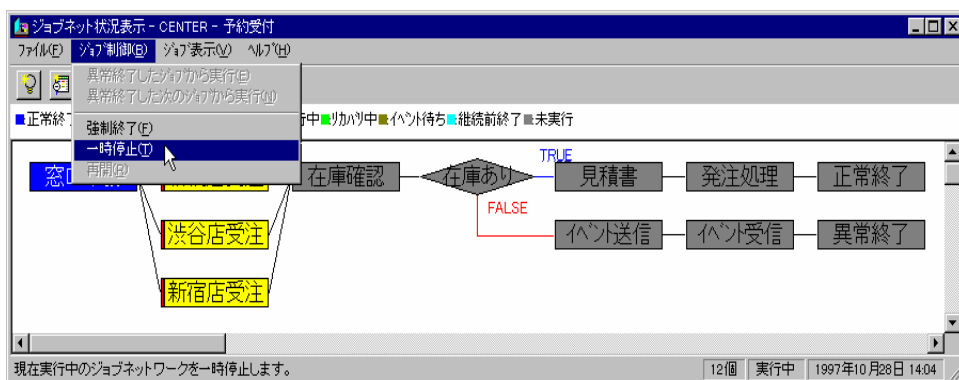 ジョブネット状況表示 - CENTER - 予約受付
ファイル(F) ジョブ制御(B) ジョブ表示(V) ヘルプ(H)
異常終了したジョブから実行(E)
異常終了した次のジョブから実行(N)
強制終了(F)
一時停止(T)
再開(R)
正常終 行中 リカバリ中 イベント待ち 継続前終了 未実行
在庫確認 在庫あり TRUE 見積書 発注処理 正常終了
渋谷店受注 FALSE イベント送信 イベント受信 異常終了
新宿店受注
現在実行中のジョブネットワークを一時停止します。 12個 実行中 1997年10月28日 14:04